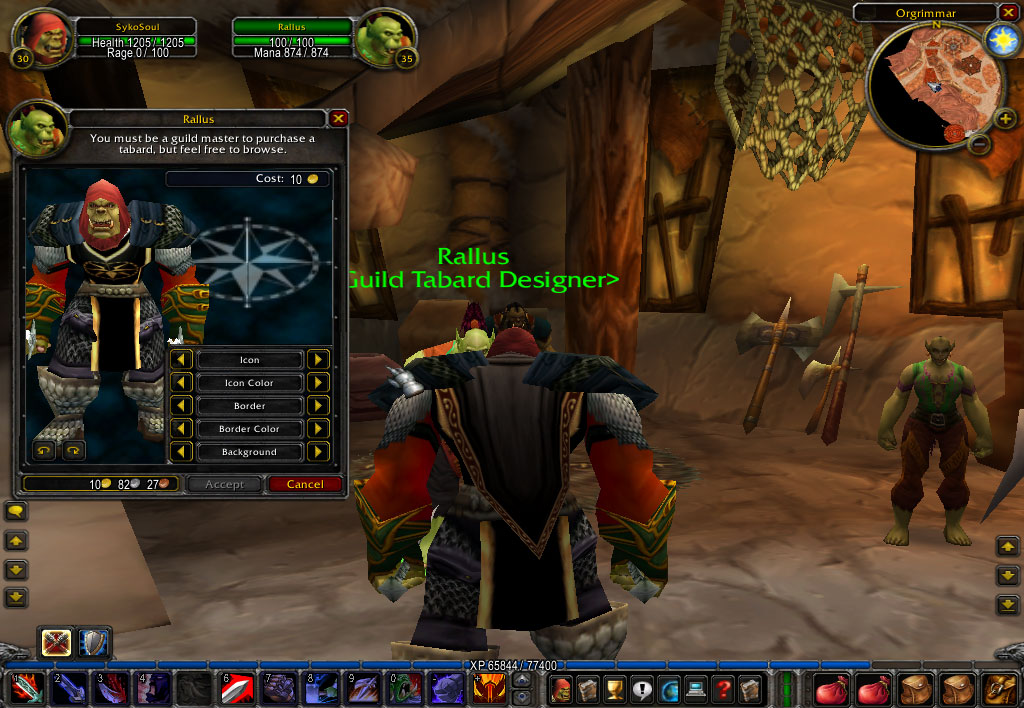 SykoSoul
Health 1205 / 1205
Rage 0 / 100
30
Rallus
100 / 100
Mana 874 / 874
35
Orgrimmar
N
Rallus
You must be a guild master to purchase a
tabard, but feel free to browse.
Cost: 10
Icon
Icon Color
Border
Border Color
Background
10 82 27
Accept
Cancel
Rallus
Guild Tabard Designer>
XP 65844 / 77400
1 2 3 4 6 7 8 9 0 - +